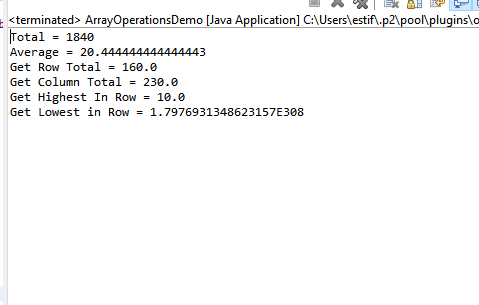 <terminated> ArrayOperationsDemo [Java Application] C:\Users\estif\.p2\pool\plugins\o
Total = 1840
Average = 20.444444444444443
Get Row Total = 160.0
Get Column Total = 230.0
Get Highest In Row = 10.0
Get Lowest in Row = 1.7976931348623157E308